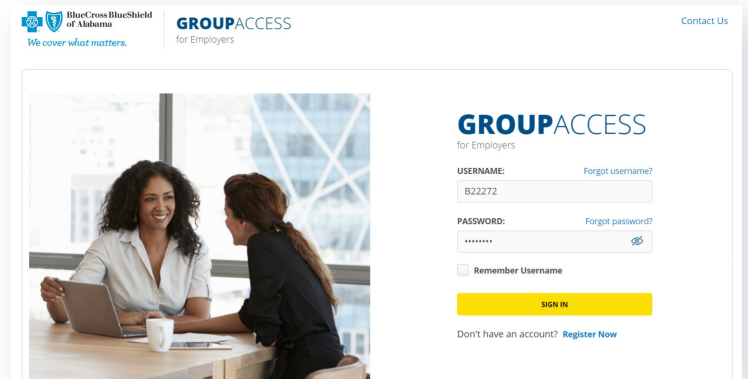 BlueCross BlueShield
of Alabama
We cover what matters.
GROUPACCESS
for Employers
Contact Us
GROUPACCESS
for Employers
USERNAME: Forgot username?
B22272
PASSWORD: Forgot password?
••••••••
Remember Username
SIGN IN
Don't have an account? Register Now